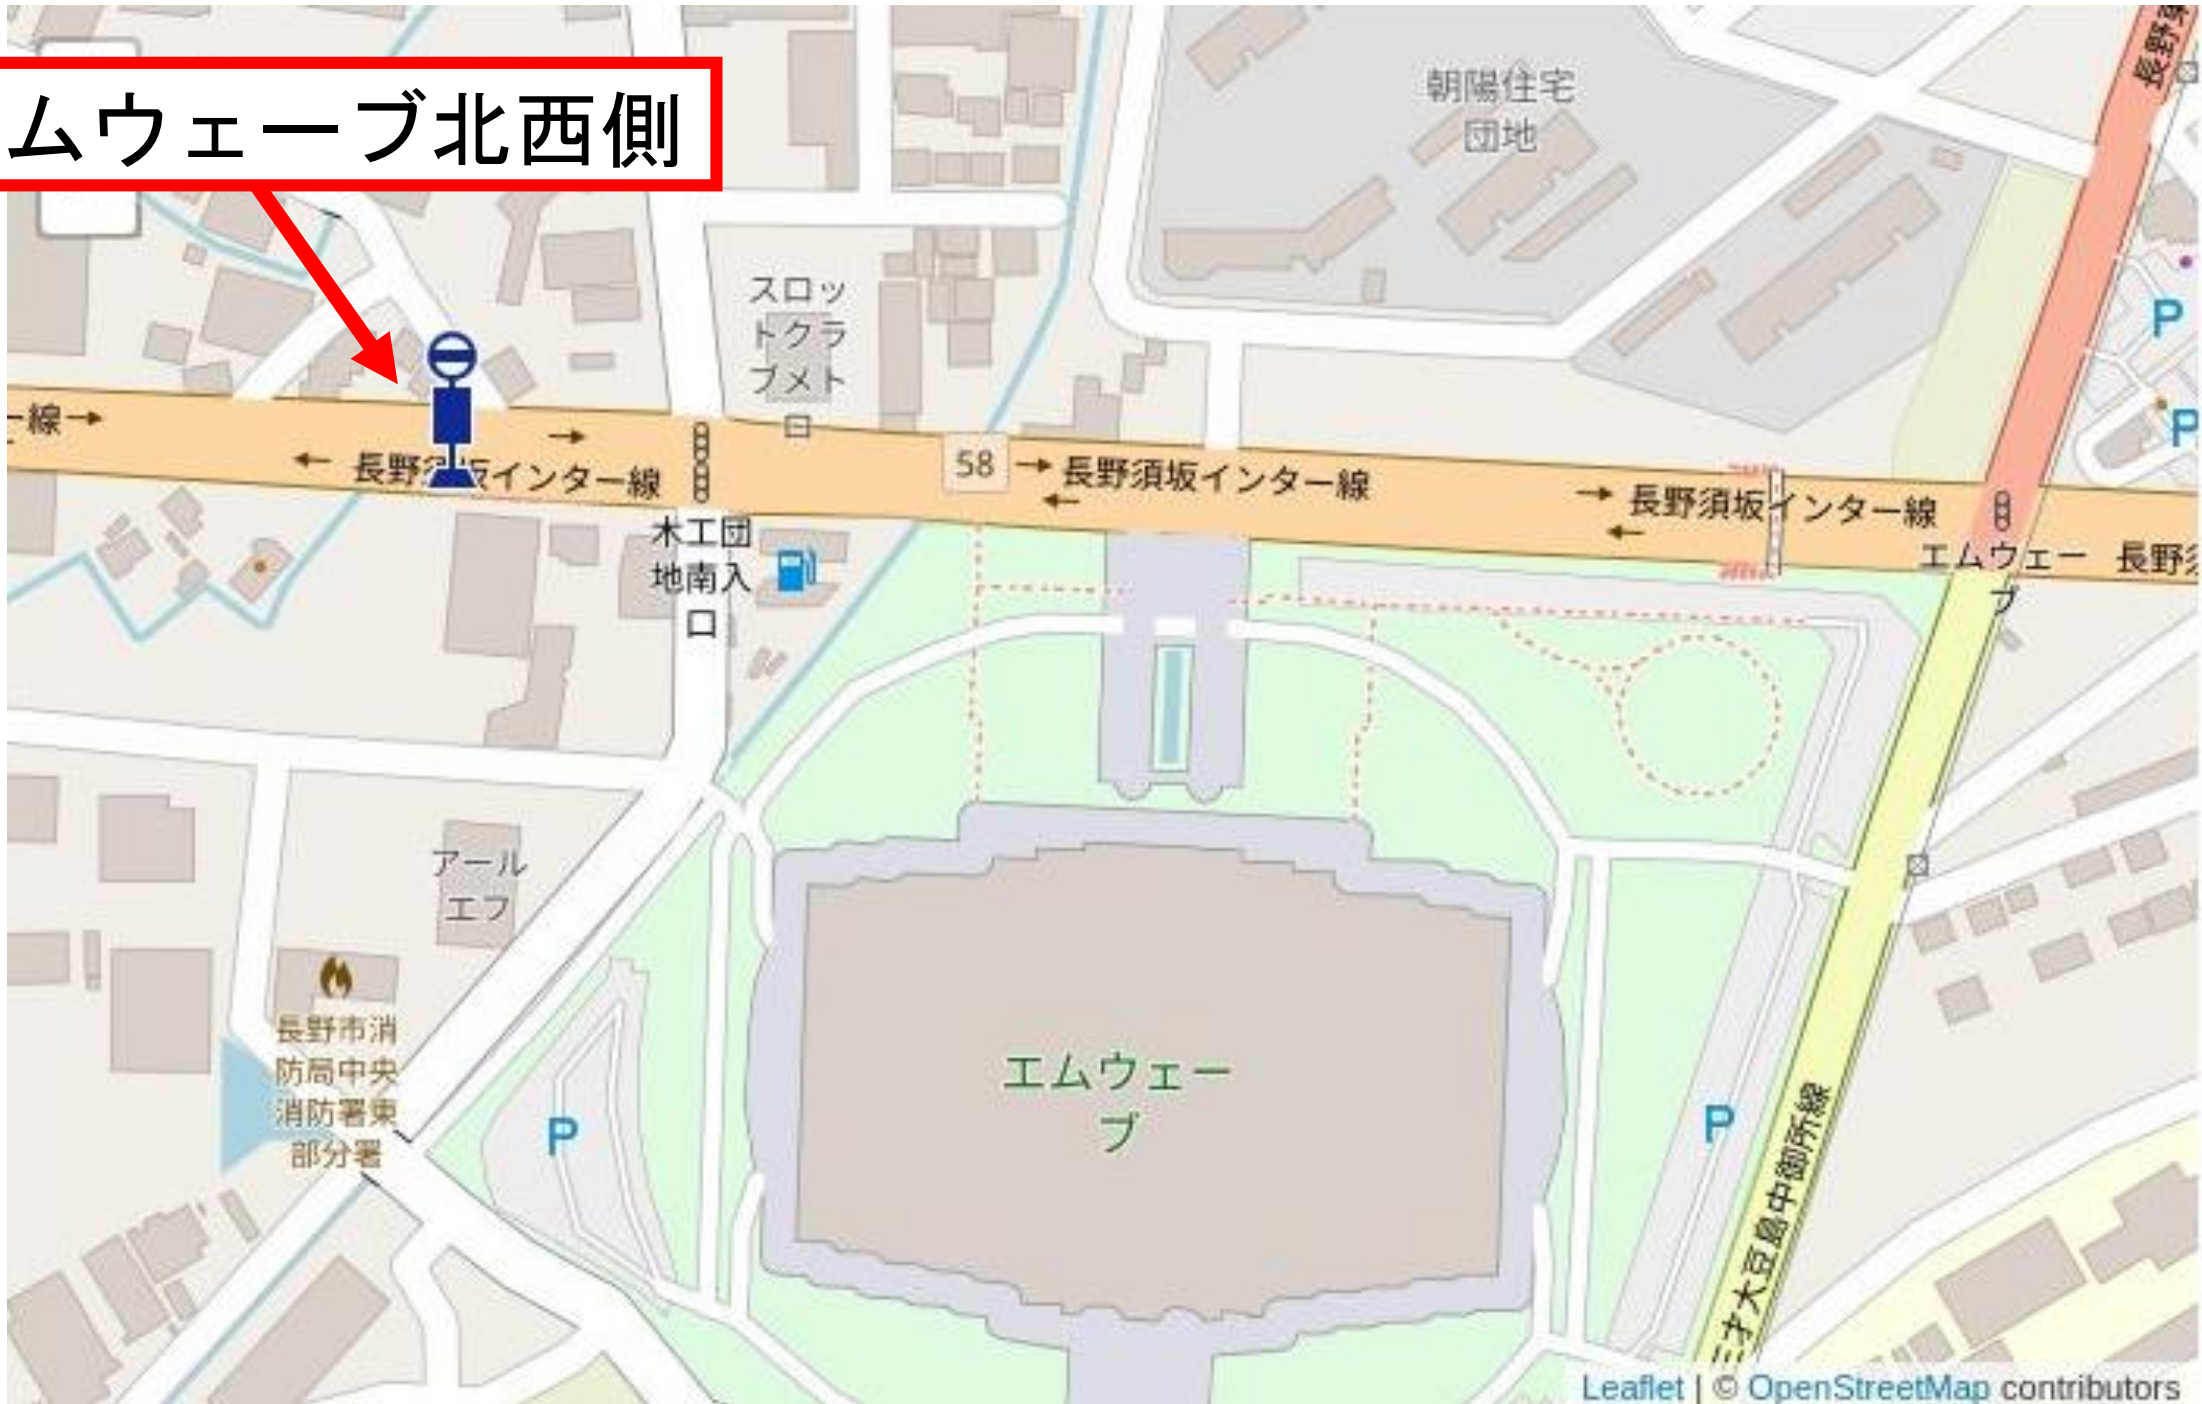 ムウェーブ北西側
朝陽住宅
団地
スロッ
トクラ
ブメト
ー線
長野須坂インター線
58
長野須坂インター線
長野須坂インター線
木工団
地南入
口
エムウェー
ブ
P
P
アール
エフ
長野市消
防局中央
消防署東
部分署
P
エムウェー
ブ
P
三才大豆島中御所線
Leaflet | © OpenStreetMap contributors